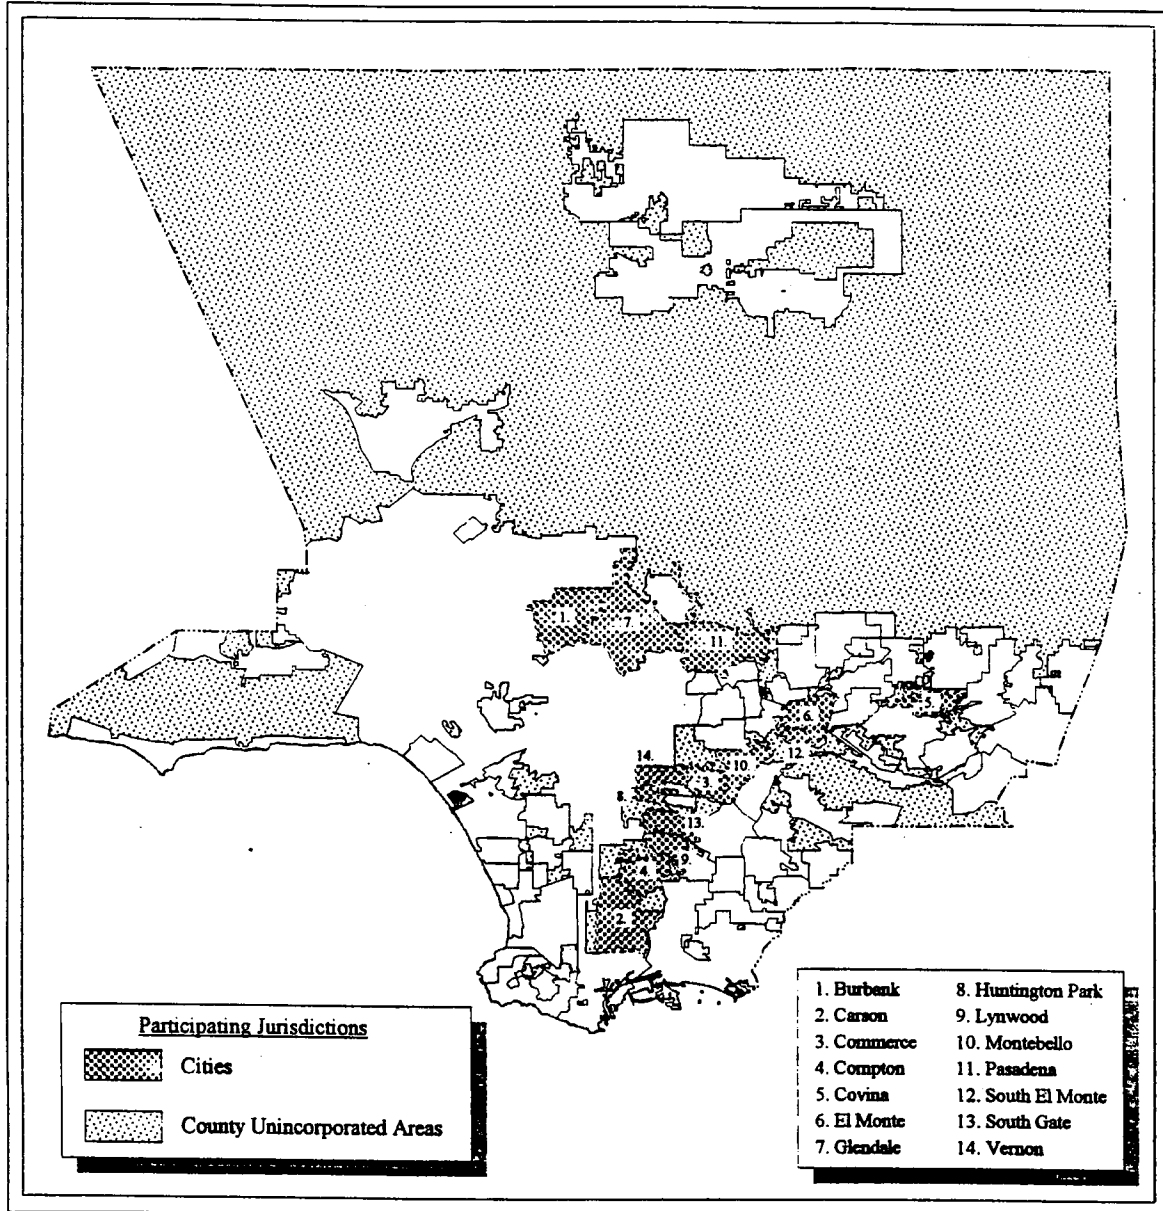 1.
7.
11.
5.
6.
12.
14.
10.
3.
8.
13.
9.
4.
2.
Participating Jurisdictions
Cities
County Unincorporated Areas
1. Burbank
2. Carson
3. Commerce
4. Compton
5. Covina
6. El Monte
7. Glendale
8. Huntington Park
9. Lynwood
10. Montebello
11. Pasadena
12. South El Monte
13. South Gate
14. Vernon